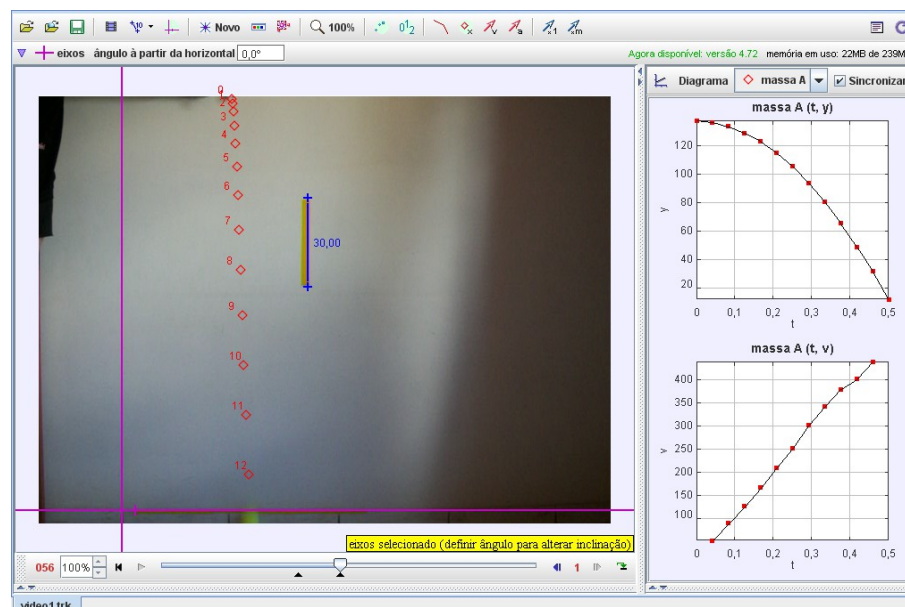 Novo 100%
eixos ângulo à partir da horizontal 0,0° Agora disponível: versão 4.72 memória em uso: 22MB de 239M
Diagrama massa A Sincronizar
0
1
2
3
4
5
6
7
8
9
10
11
12
30,00
eixos selecionado (definir ângulo para alterar inclinação)
056 100% 1
video1.trk
massa A (t, y)
120
100
80
60
40
20
y
0 0,1 0,2 0,3 0,4 0,5
t
massa A (t, v)
400
350
300
250
200
150
100
v
0 0,1 0,2 0,3 0,4 0,5
t